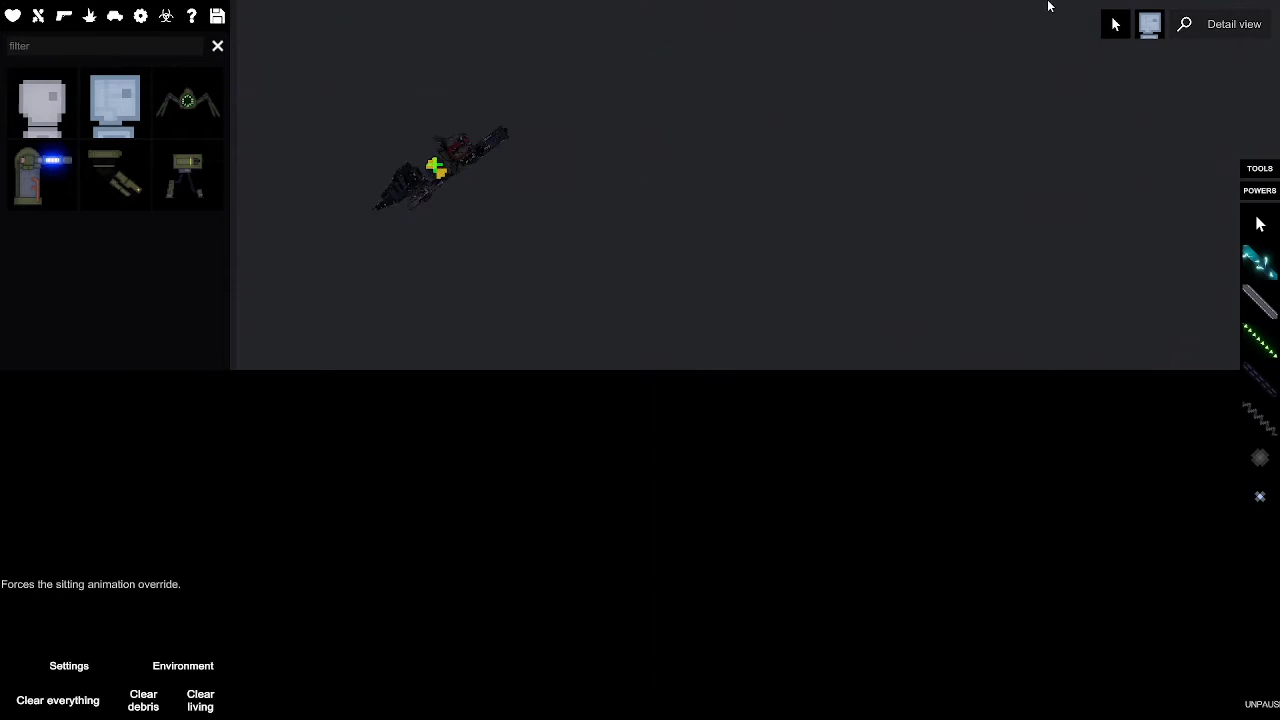 filter
Detail view
TOOLS
POWERS
Forces the sitting animation override.
Settings
Environment
Clear everything
Clear
debris
Clear
living
UNPAUS